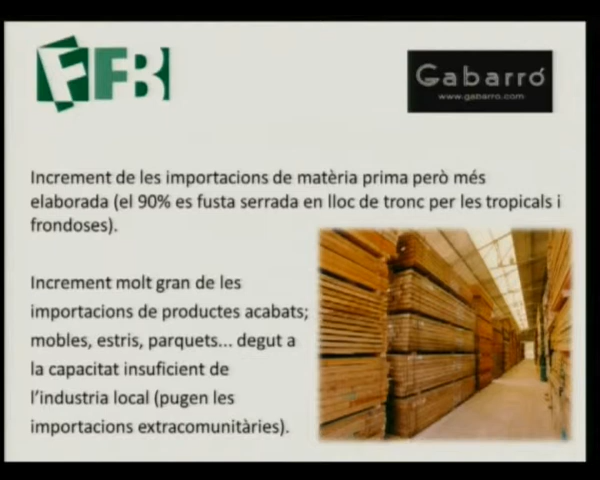 FFB
Gabarró
www.gabarro.com
Increment de les importacions de matèria prima però més
elaborada (el 90% es fusta serrada en lloc de tronc per les tropicals i
frondoses).
Increment molt gran de les
importacions de productes acabats;
mobles, estris, parquets... degut a
la capacitat insuficient de
l'industria local (pugen les
importacions extracomunitàries).